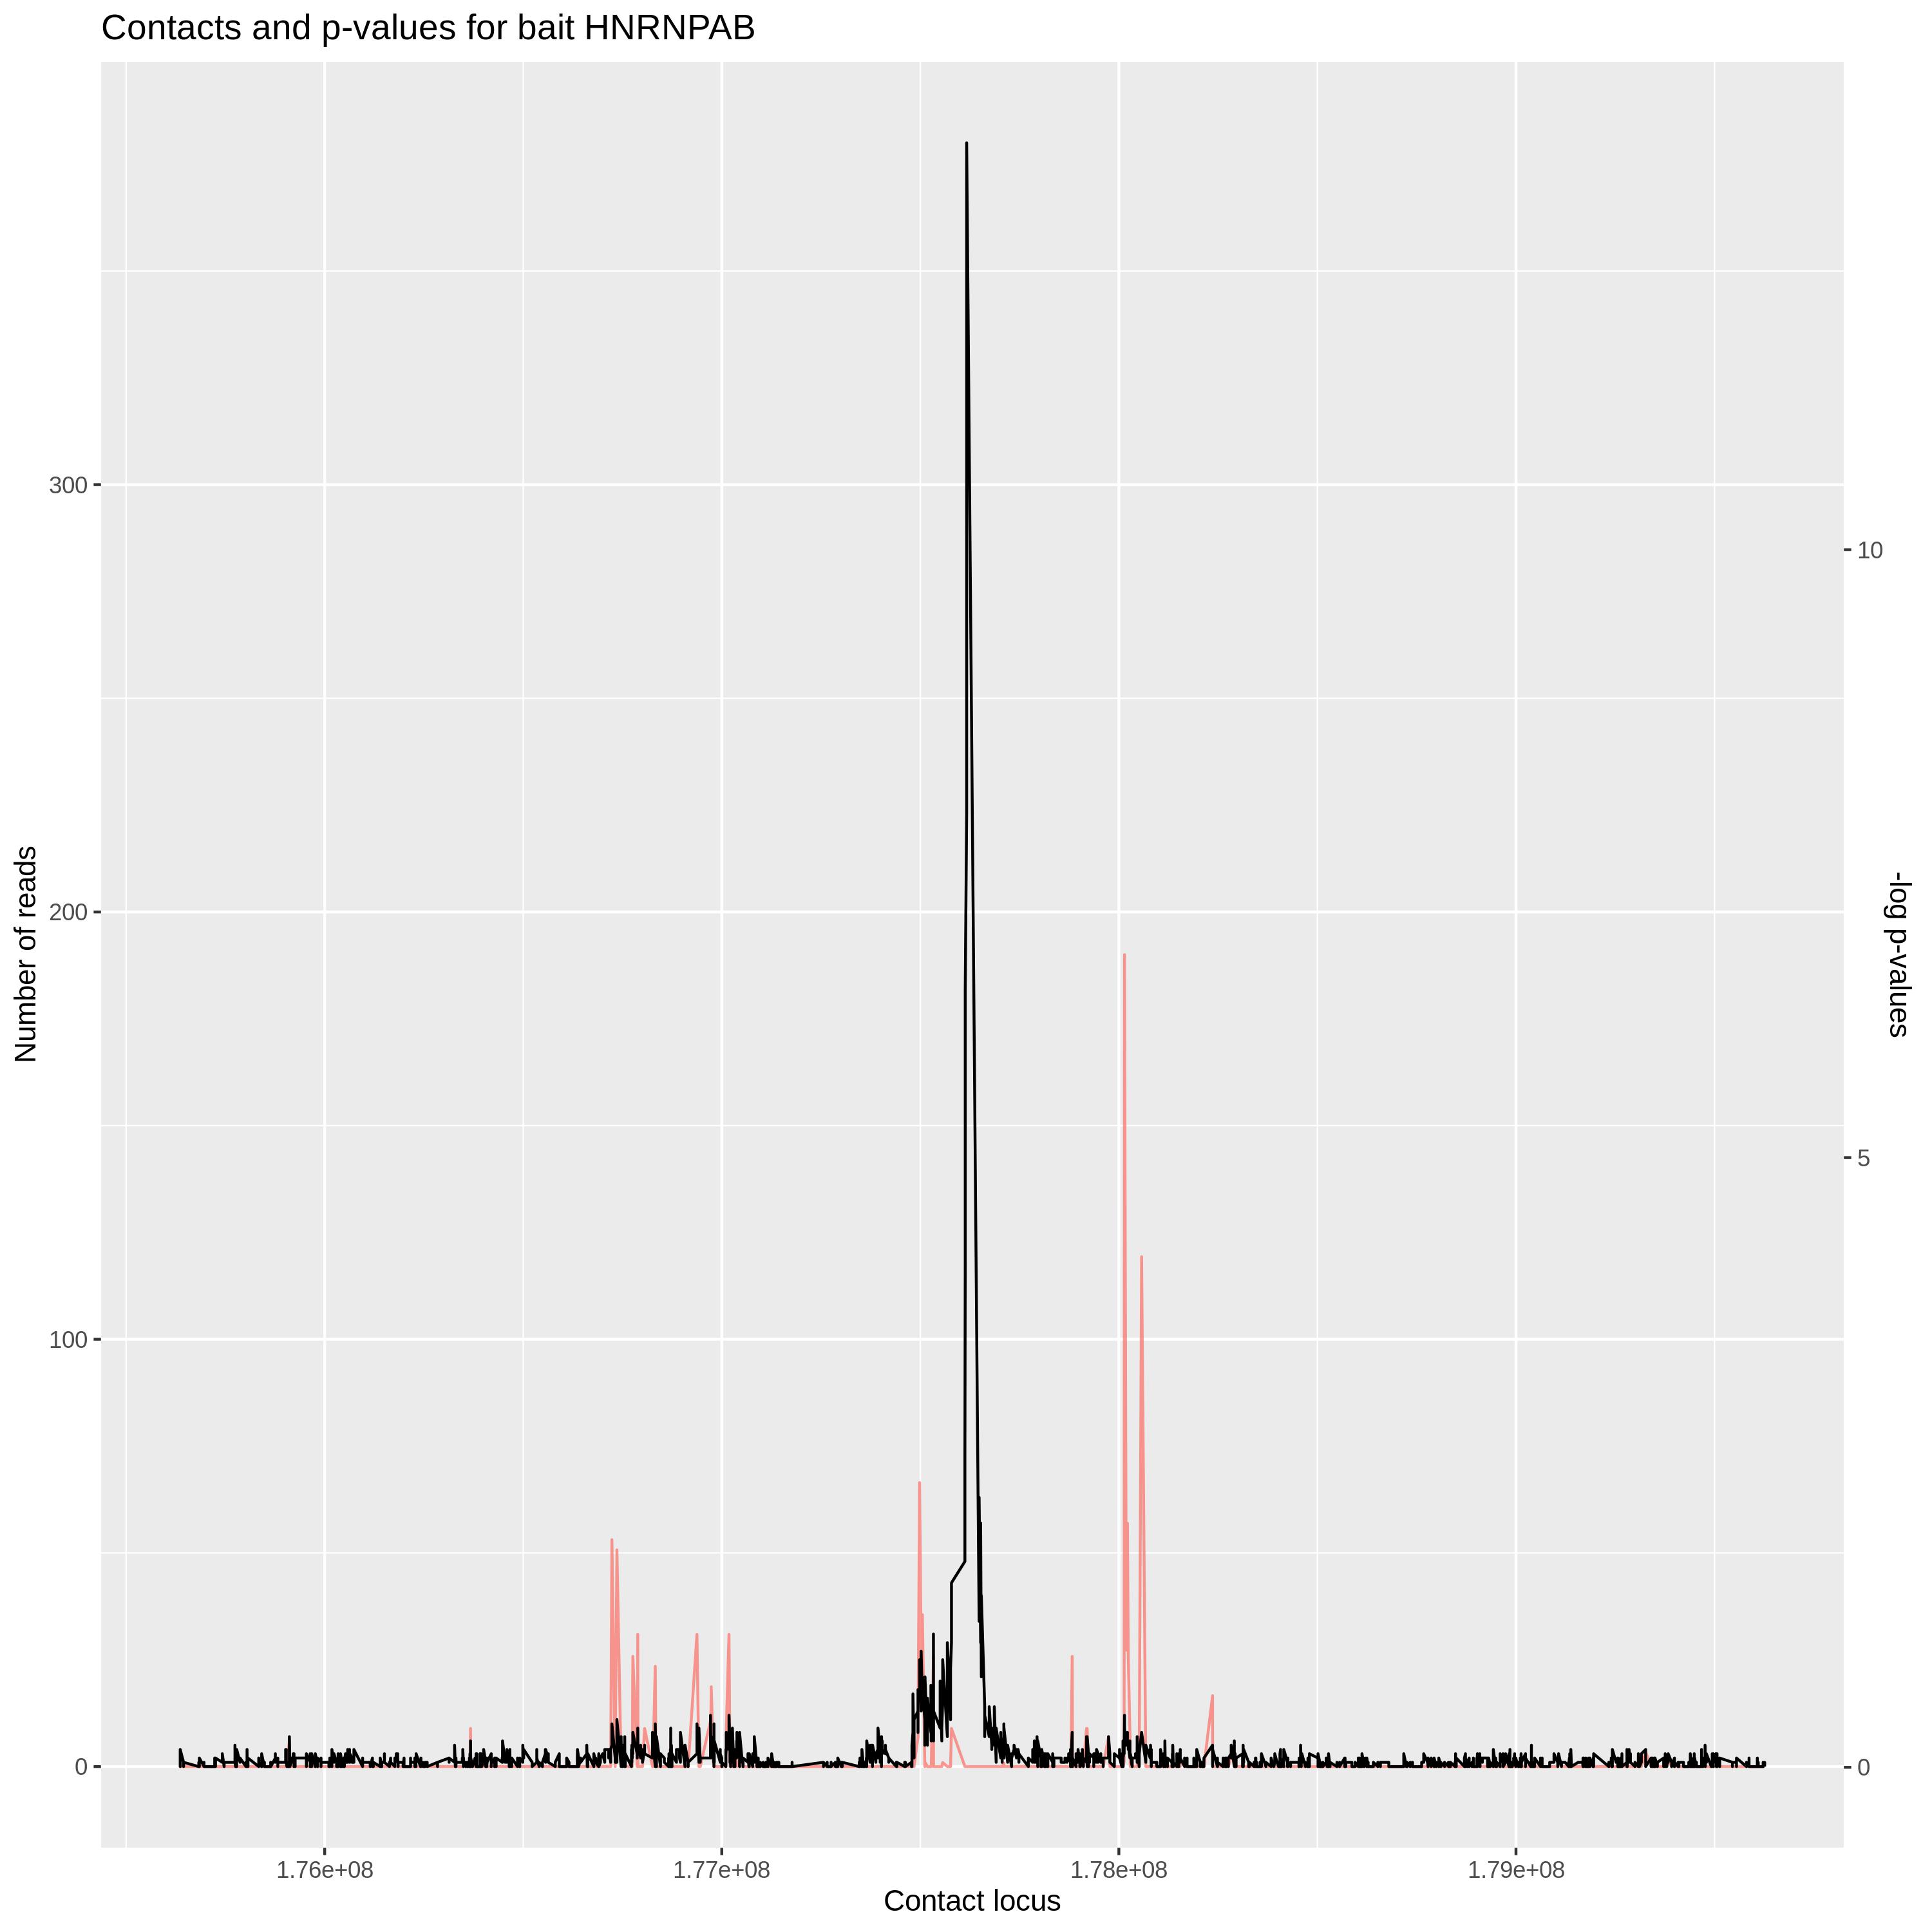 Contacts and p-values for bait HNRNPAB
300
200
100
0
10
5
0
Number of reads
-log p-values
1.76e+08
1.77e+08
1.78e+08
1.79e+08
Contact locus